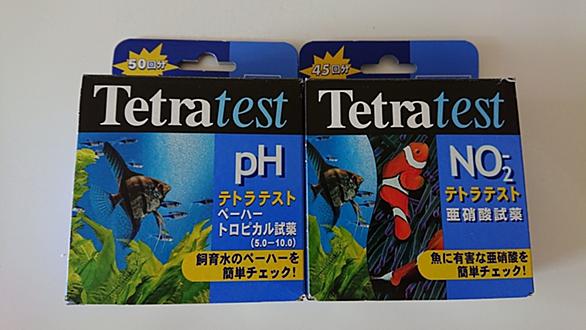 50回分
Tetratest
pH
テトラテスト
ペーハー
トロピカル試薬
(5.0-10.0)
飼育水のペーハーを
簡単チェック!
45回分
Tetratest
NO₂⁻
テトラテスト
亜硝酸試薬
魚に有害な亜硝酸を
簡単チェック!